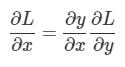 ∂L/∂x = ∂y/∂x ∂L/∂y